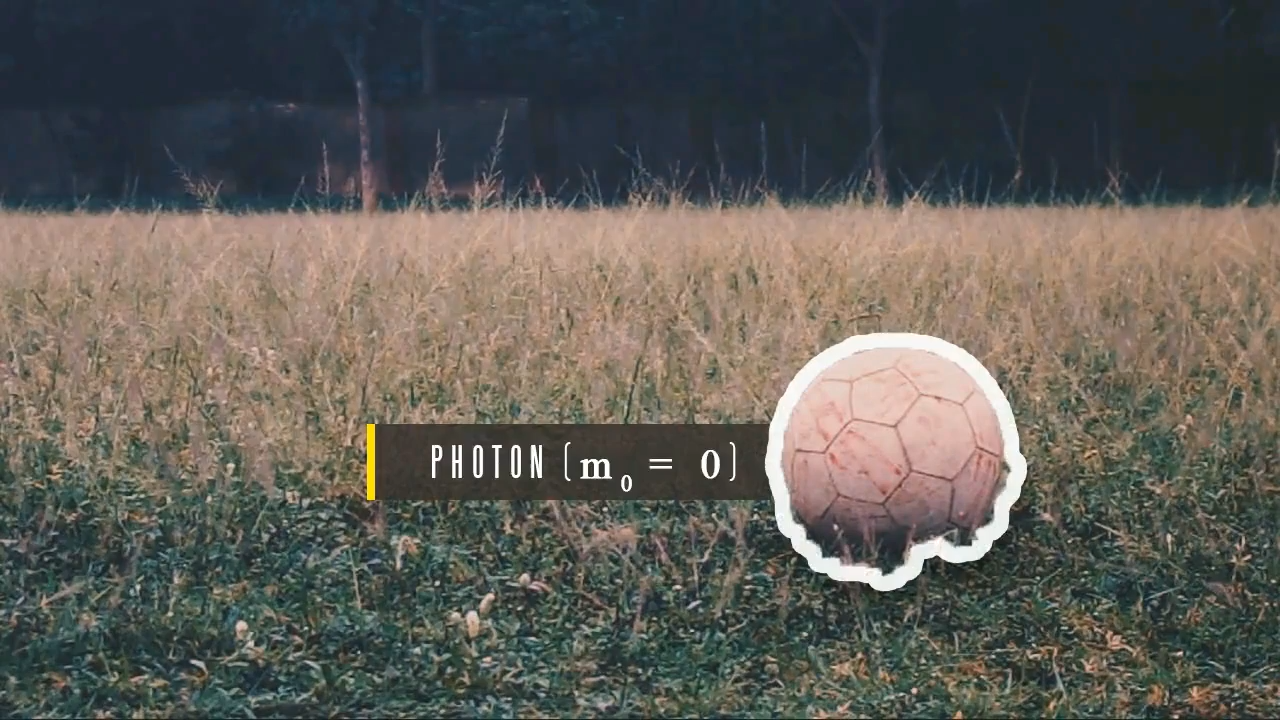 PHOTON (m₀ = 0)